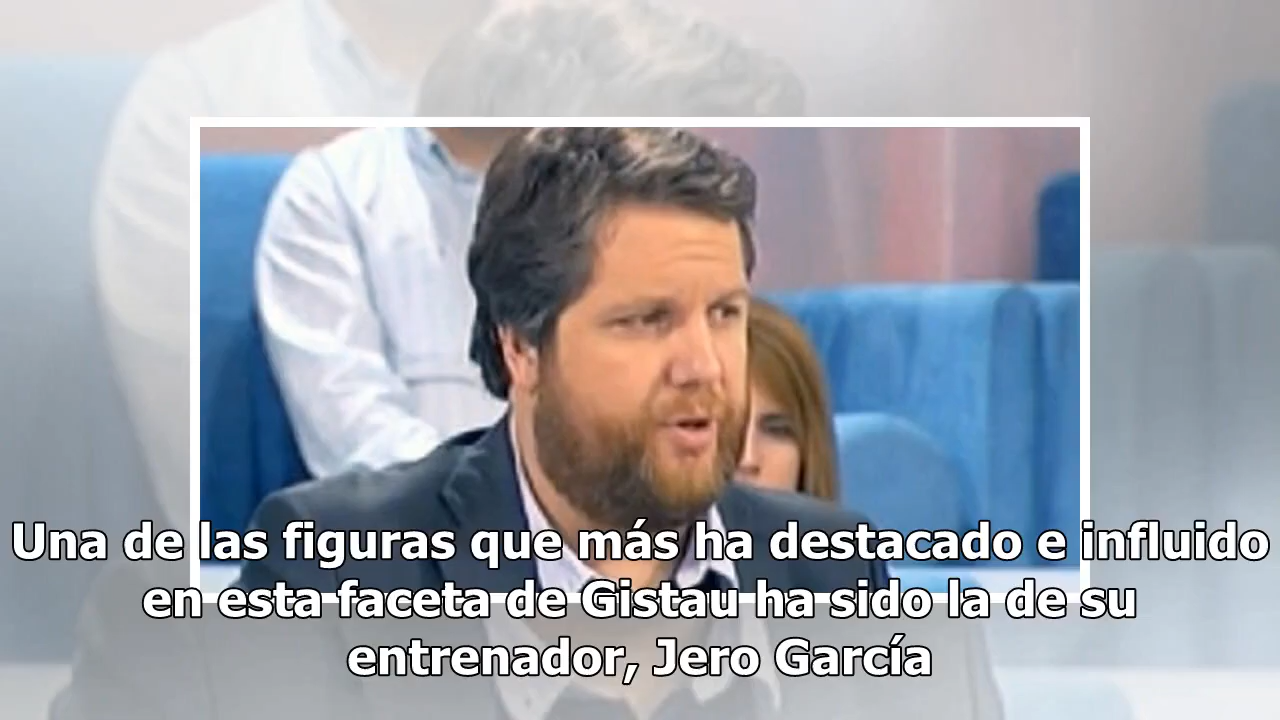 Una de las figuras que más ha destacado e influido
en esta faceta de Gistau ha sido la de su
entrenador, Jero García